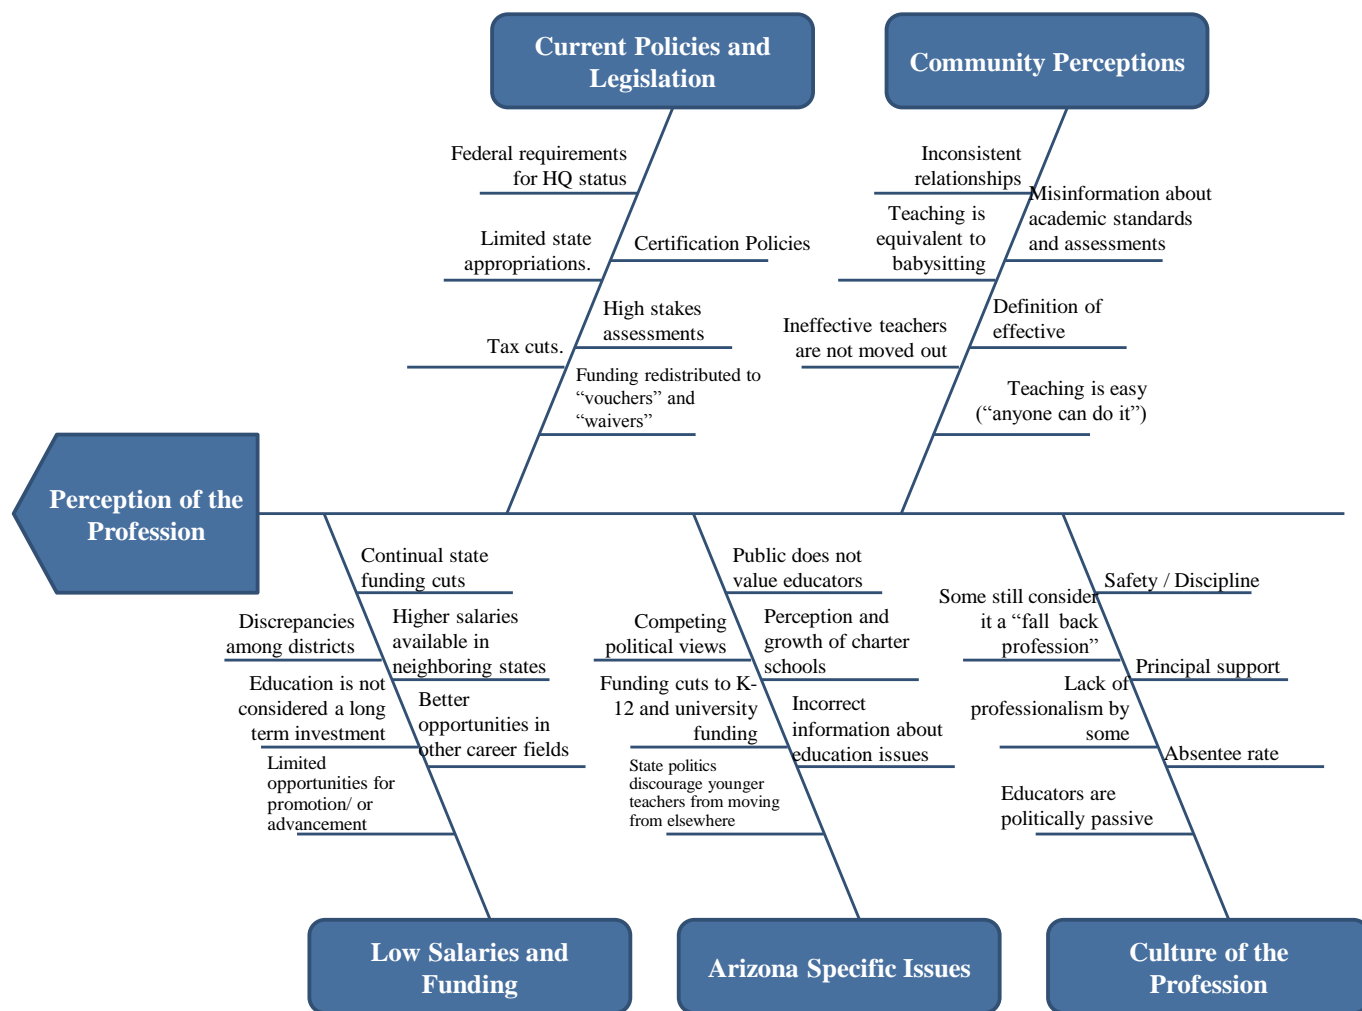 Current Policies and
Legislation
Community Perceptions
Federal requirements
for HQ status
Limited state
appropriations.
Certification Policies
High stakes
assessments
Tax cuts.
Funding redistributed to
“vouchers” and
“waivers”
Inconsistent
relationships
Misinformation about
academic standards
and assessments
Teaching is
equivalent to
babysitting
Definition of
effective
Ineffective teachers
are not moved out
Teaching is easy
(“anyone can do it”)
Perception of the
Profession
Continual state
funding cuts
Discrepancies
among districts
Higher salaries
available in
neighboring states
Education is not
considered a long
term investment
Better
opportunities in
other career fields
Limited
opportunities for
promotion/ or
advancement
Public does not
value educators
Competing
political views
Perception and
growth of charter
schools
Funding cuts to K-
12 and university
funding
Incorrect
information about
education issues
State politics
discourage younger
teachers from moving
from elsewhere
Safety / Discipline
Some still consider
it a “fall back
profession”
Principal support
Lack of
professionalism by
some
Absentee rate
Educators are
politically passive
Low Salaries and
Funding
Arizona Specific Issues
Culture of the
Profession